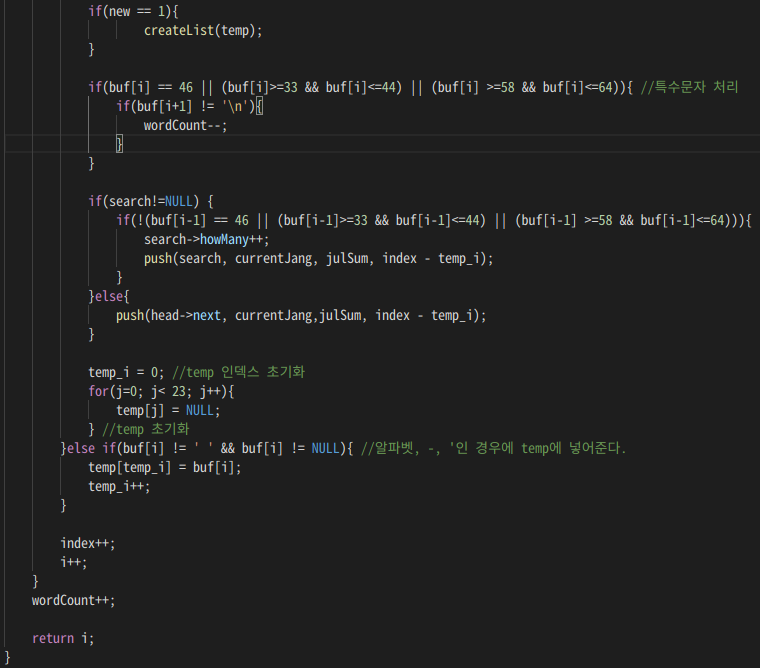 if(new == 1){
createList(temp);
}
if(buf[i] == 46 || (buf[i]>=33 && buf[i]<=44) || (buf[i] >=58 && buf[i]<=64)){ //특수문자 처리
if(buf[i+1] != '\n'){
wordCount--;
}
}
if(search!=NULL) {
if(!(buf[i-1] == 46 || (buf[i-1]>=33 && buf[i-1]<=44) || (buf[i-1] >=58 && buf[i-1]<=64))){
search->howMany++;
push(search, currentJang, julSum, index - temp_i);
}
}else{
push(head->next, currentJang,julSum, index - temp_i);
}
temp_i = 0; //temp 인덱스 초기화
for(j=0; j< 23; j++){
temp[j] = NULL;
} //temp 초기화
}else if(buf[i] != ' ' && buf[i] != NULL){ //알파벳, -, '인 경우에 temp에 넣어준다.
temp[temp_i] = buf[i];
temp_i++;
}
index++;
i++;
}
wordCount++;
return i;
}